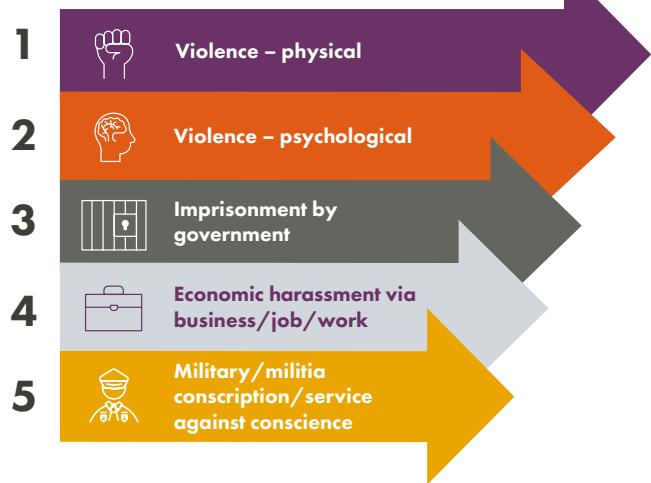 1
Violence – physical
2
Violence – psychological
3
Imprisonment by
government
4
Economic harassment via
business/job/work
5
Military/militia
conscription/service
against conscience